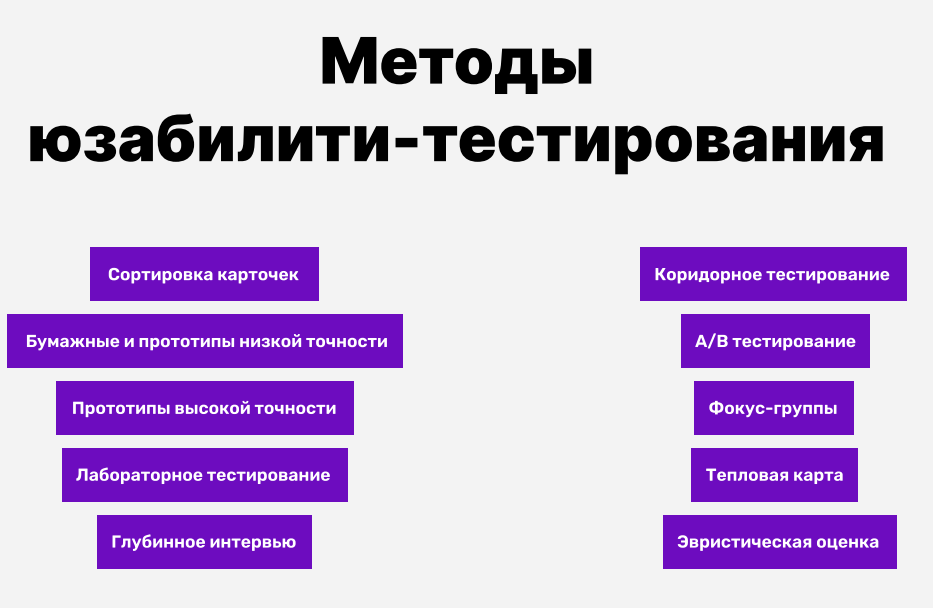 Методы
юзабилити-тестирования
Сортировка карточек
Бумажные и прототипы низкой точности
Прототипы высокой точности
Лабораторное тестирование
Глубинное интервью
Коридорное тестирование
A/B тестирование
Фокус-группы
Тепловая карта
Эвристическая оценка